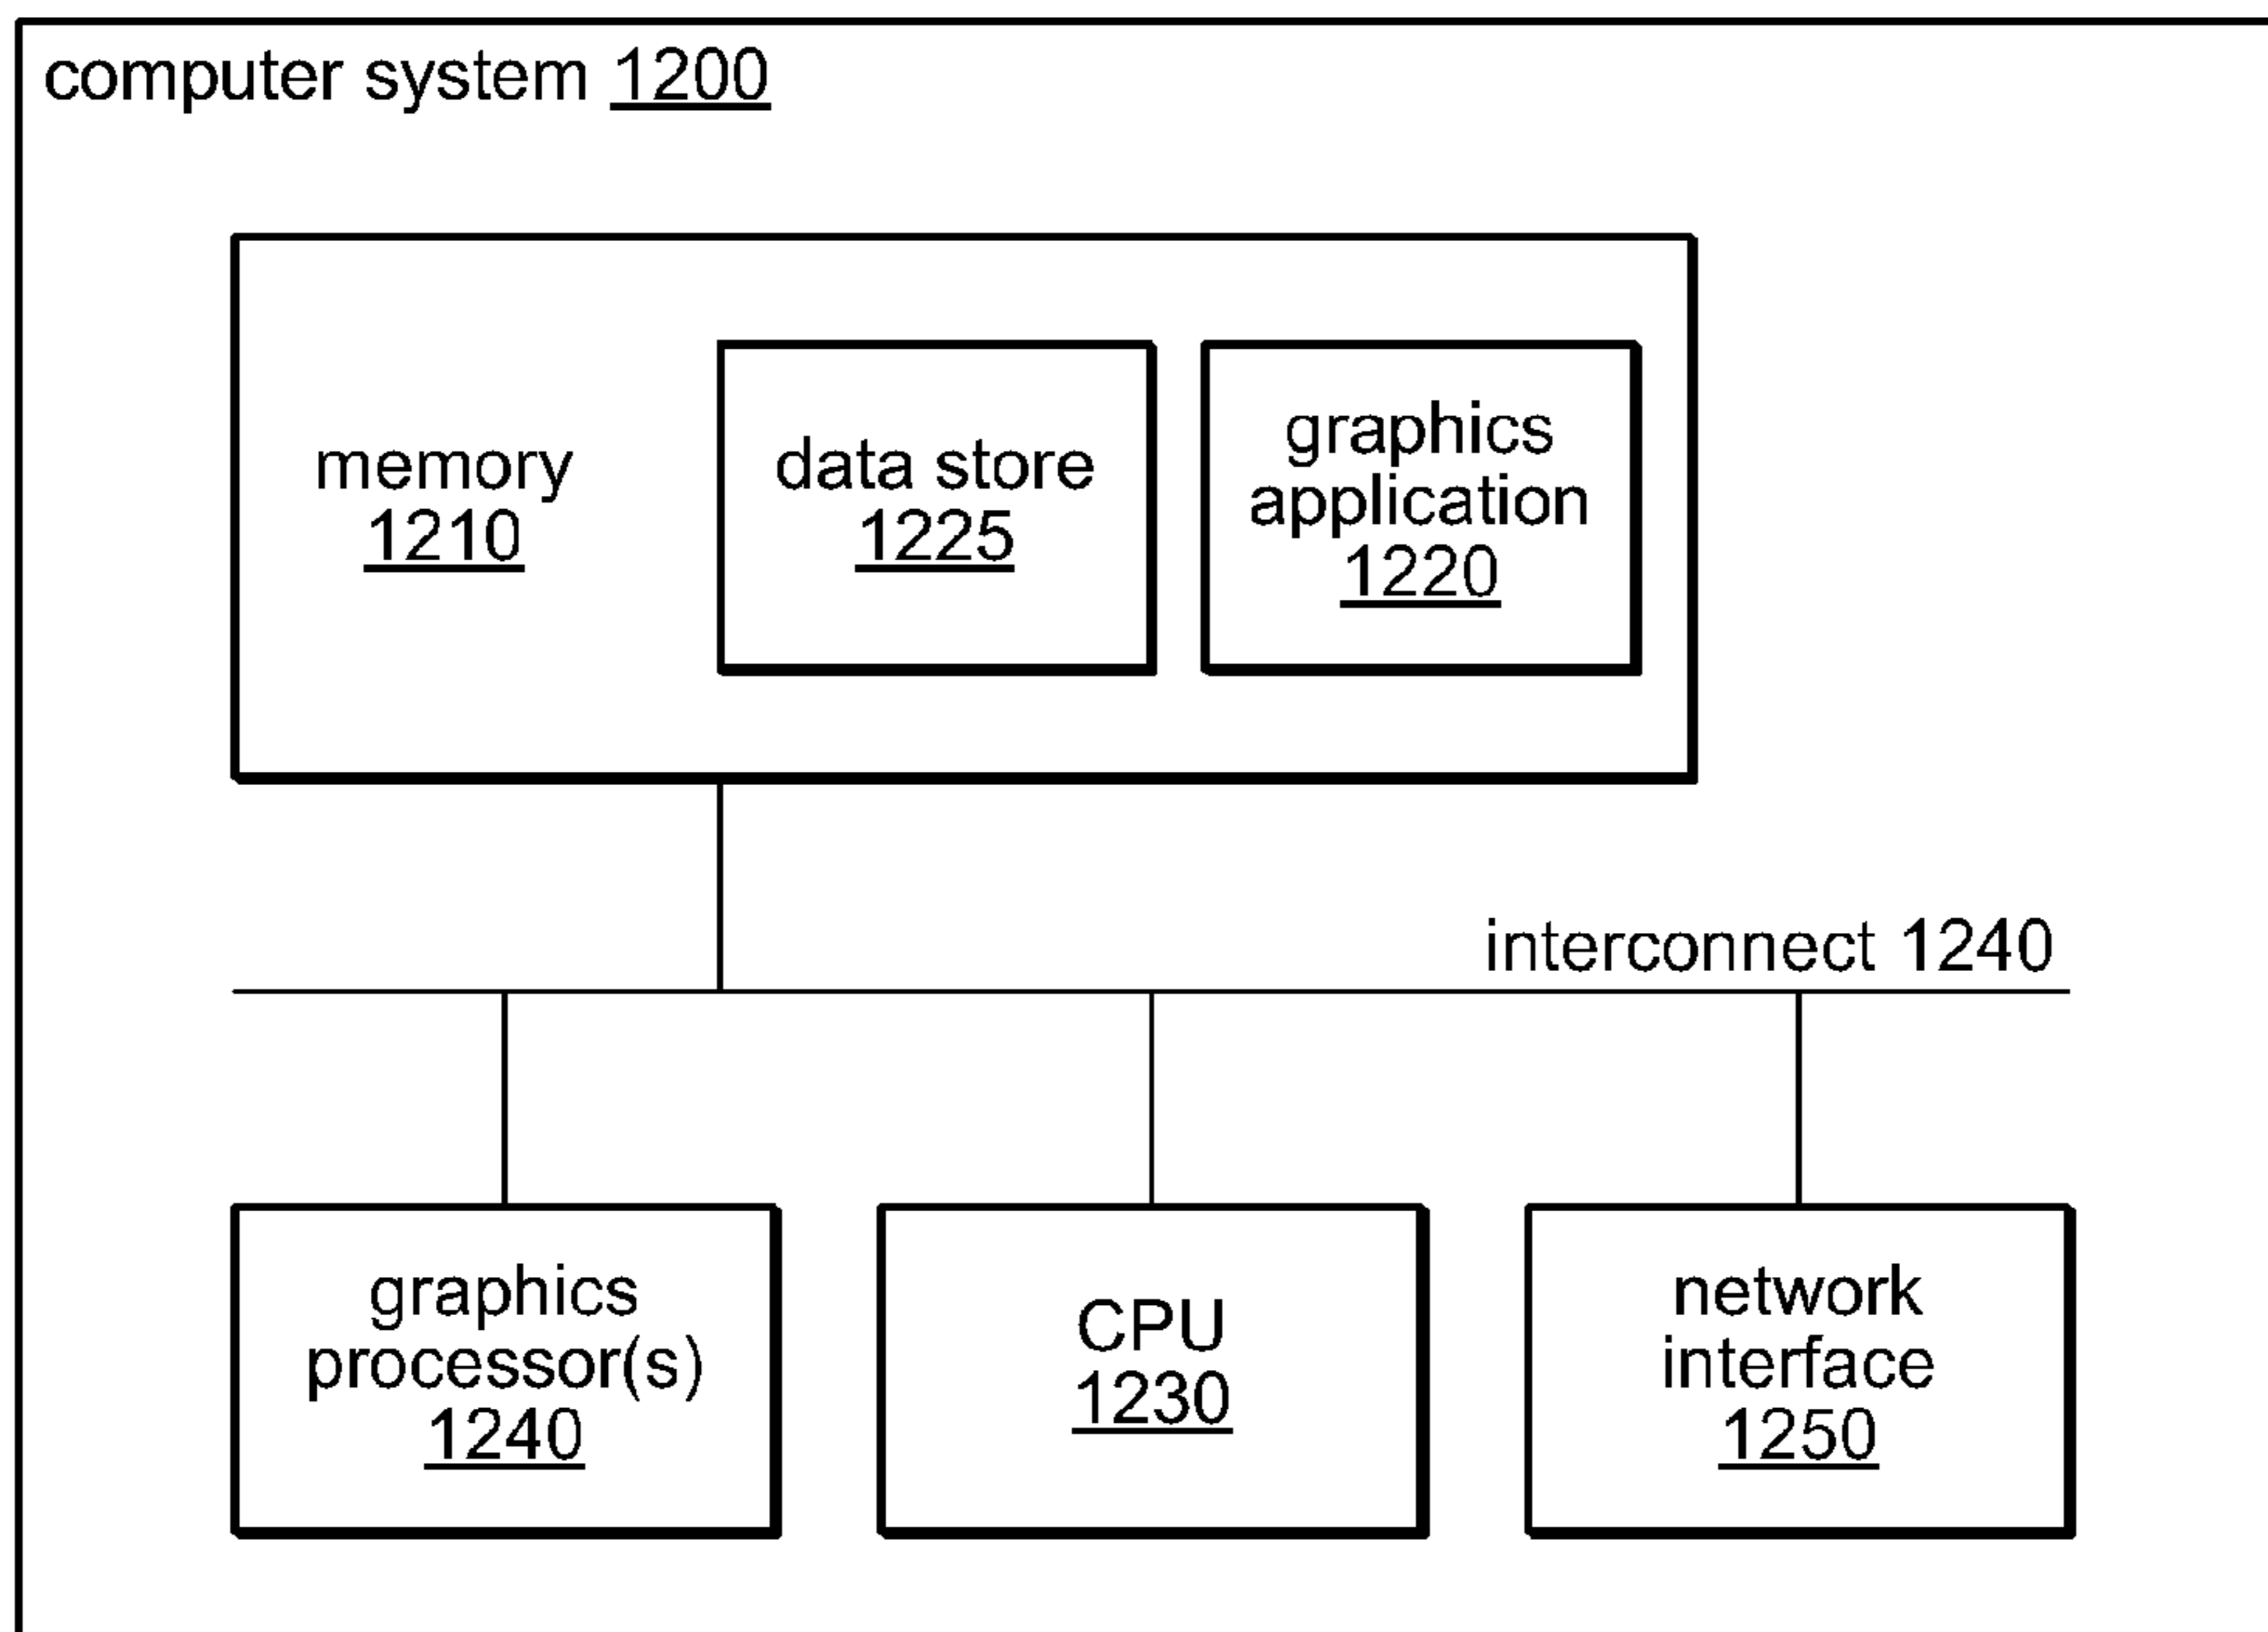 computer system 1200
memory
1210
data store
1225
graphics
application
1220
interconnect 1240
graphics
processor(s)
1240
CPU
1230
network
interface
1250